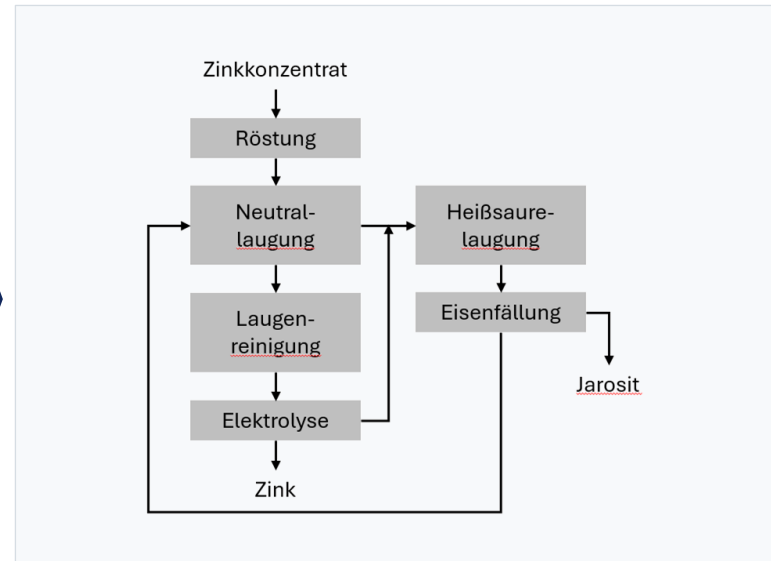 Zinkkonzentrat
Röstung
Neutral-
laugung
Heißsaure-
laugung
Laugen-
reinigung
Eisenfällung
Jarosit
Elektrolyse
Zink